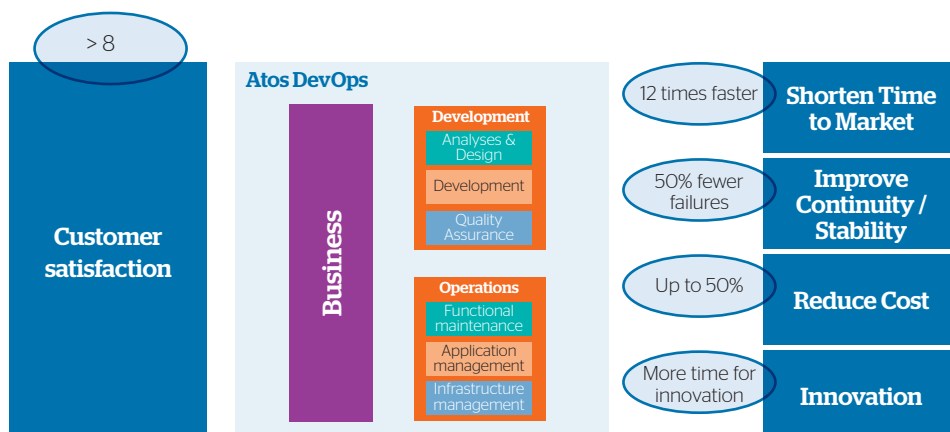 > 8
Customer
satisfaction
Atos DevOps
Business
Development
Analyses &
Design
Development
Quality
Assurance
Operations
Functional
maintenance
Application
management
Infrastructure
management
12 times faster
Shorten Time
to Market
50% fewer
failures
Improve
Continuity /
Stability
Up to 50%
Reduce Cost
More time for
innovation
Innovation